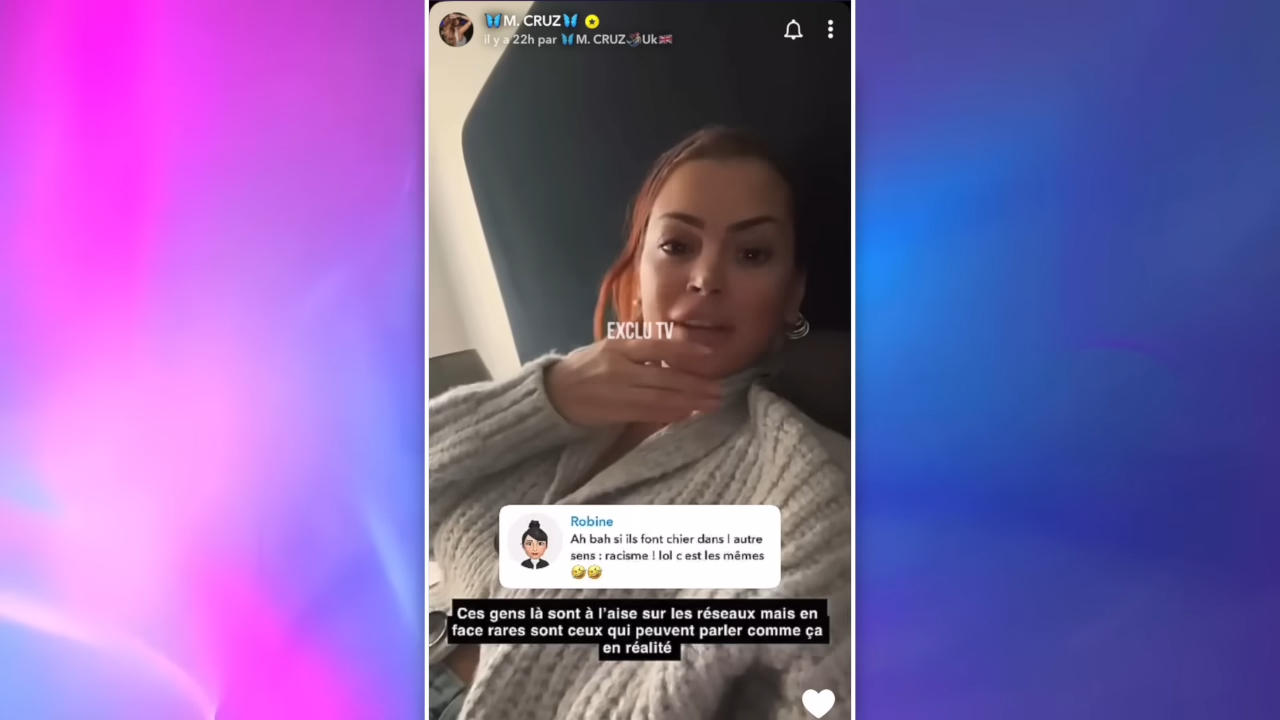 🦋M. CRUZ🦋
il y a 22h par 🦋M. CRUZ🦽Uk🇬🇧
EXCLU TV
Robine
Ah bah si ils font chier dans l autre
sens : racisme ! lol c est les mêmes
🤣🤣
Ces gens là sont à l'aise sur les réseaux mais en
face rares sont ceux qui peuvent parler comme ça
en réalité